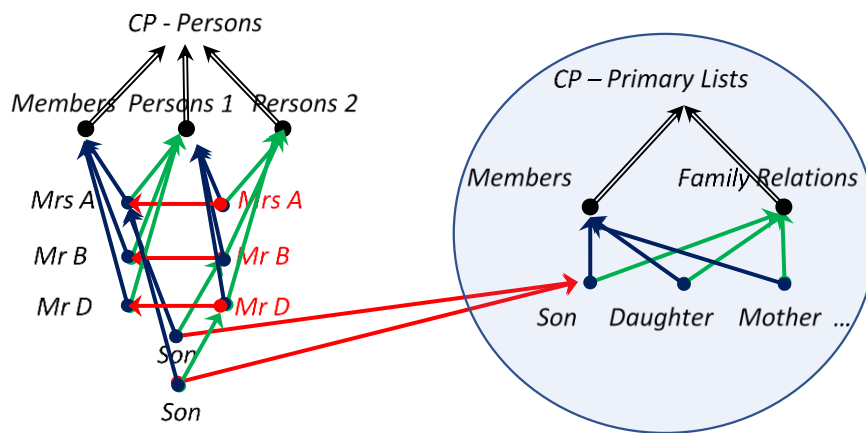 CP - Persons
Members Persons 1 Persons 2
Mrs A Mrs A
Mr B Mr B
Mr D Mr D
Son
Son
CP – Primary Lists
Members Family Relations
Son Daughter Mother ...